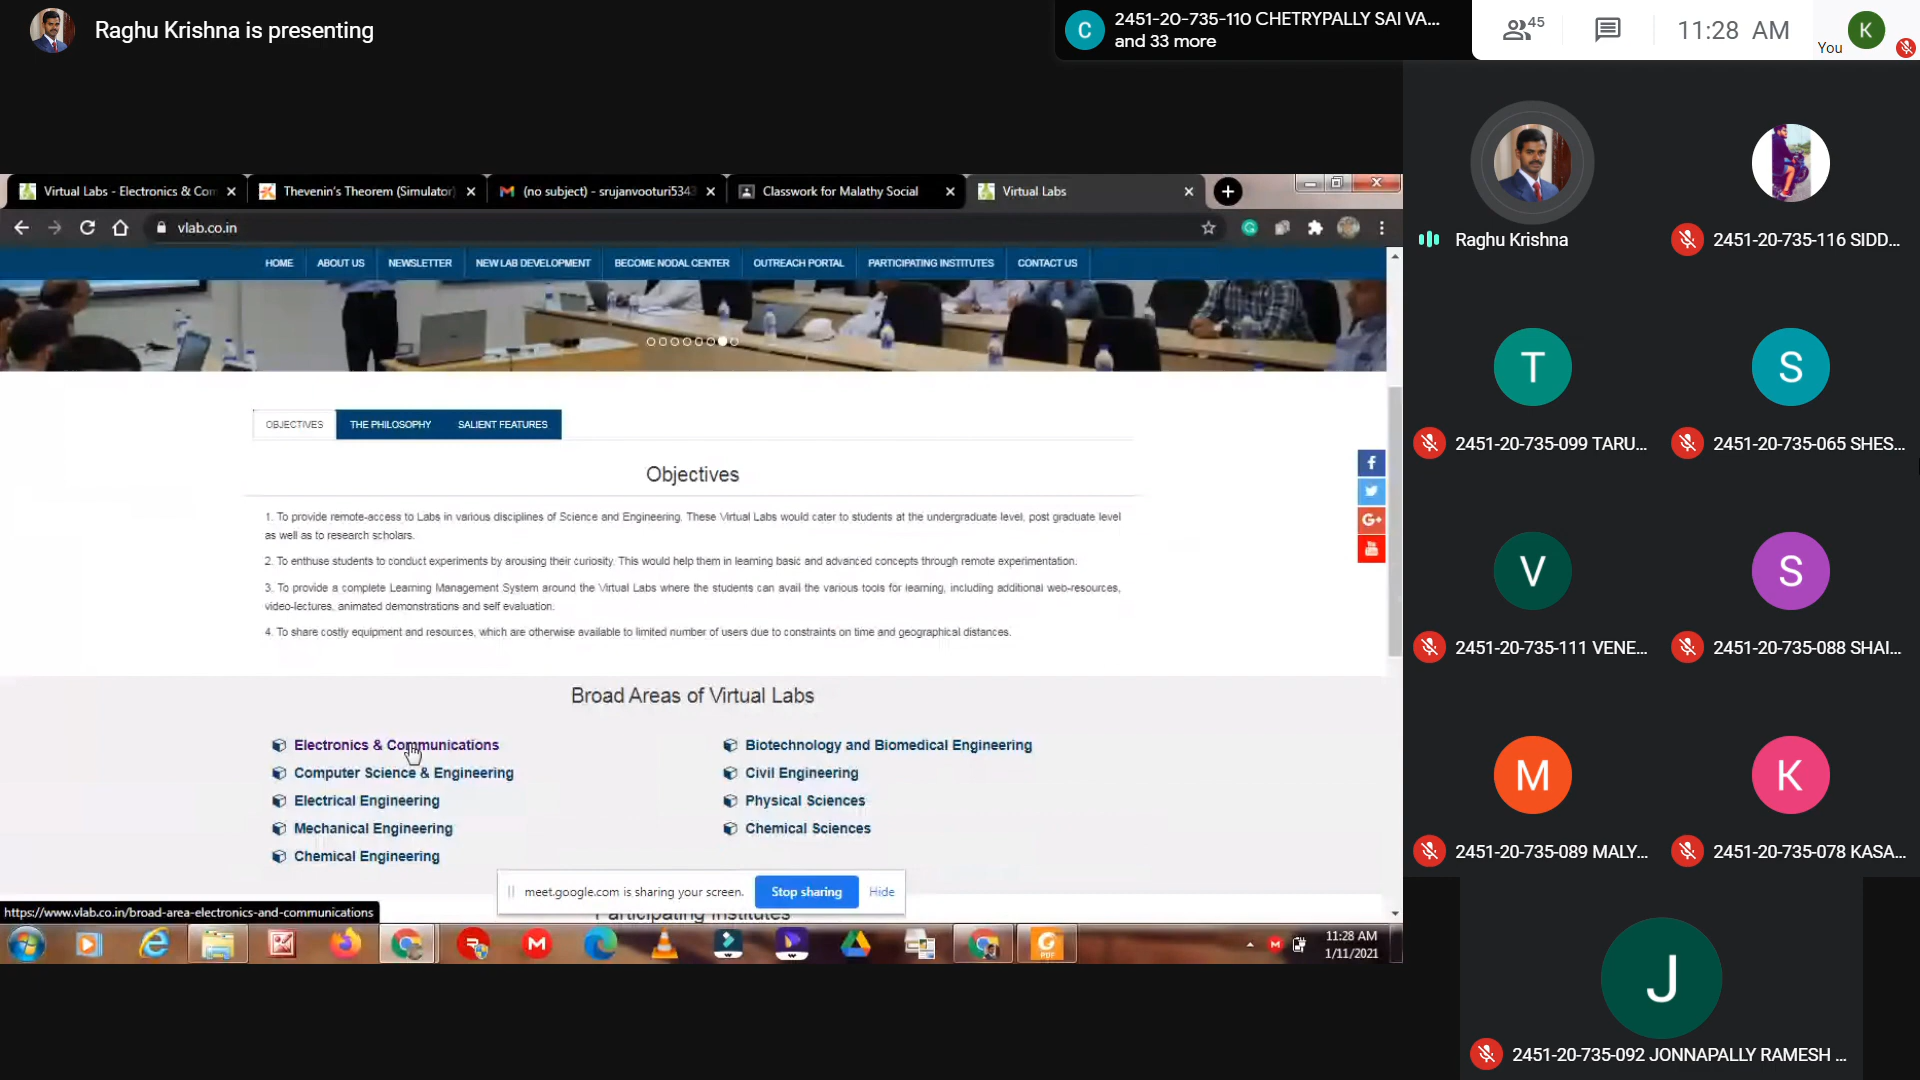 Raghu Krishna is presenting
C
2451-20-735-110 CHETRYPALLY SAI VA...
and 33 more
45
11:28 AM
You
K
Virtual Labs - Electronics & Com
Thevenin's Theorem (Simulator)
(no subject) - srujanvooturi5343
Classwork for Malathy Social
Virtual Labs
vlab.co.in
HOME
ABOUT US
NEWSLETTER
NEW LAB DEVELOPMENT
BECOME NODAL CENTER
OUTREACH PORTAL
PARTICIPATING INSTITUTES
CONTACT US
OBJECTIVES
THE PHILOSOPHY
SALIENT FEATURES
Objectives
1. To provide remote-access to Labs in various disciplines of Science and Engineering. These Virtual Labs would cater to students at the undergraduate level, post graduate level
as well as to research scholars.
2. To enthuse students to conduct experiments by arousing their curiosity. This would help them in learning basic and advanced concepts through remote experimentation.
3. To provide a complete Learning Management System around the Virtual Labs where the students can avail the various tools for learning, including additional web-resources,
video-lectures, animated demonstrations and self evaluation.
4. To share costly equipment and resources, which are otherwise available to limited number of users due to constraints on time and geographical distances.
Broad Areas of Virtual Labs
Electronics & Communications
Computer Science & Engineering
Electrical Engineering
Mechanical Engineering
Chemical Engineering
Biotechnology and Biomedical Engineering
Civil Engineering
Physical Sciences
Chemical Sciences
meet.google.com is sharing your screen.
Stop sharing
Hide
Participating Institutes
https://www.vlab.co.in/broad-area-electronics-and-communications
11:28 AM
1/11/2021
Raghu Krishna
2451-20-735-116 SIDD...
T
2451-20-735-099 TARU...
S
2451-20-735-065 SHES...
V
2451-20-735-111 VENE...
S
2451-20-735-088 SHAI...
M
2451-20-735-089 MALY...
K
2451-20-735-078 KASA...
J
2451-20-735-092 JONNAPALLY RAMESH ...